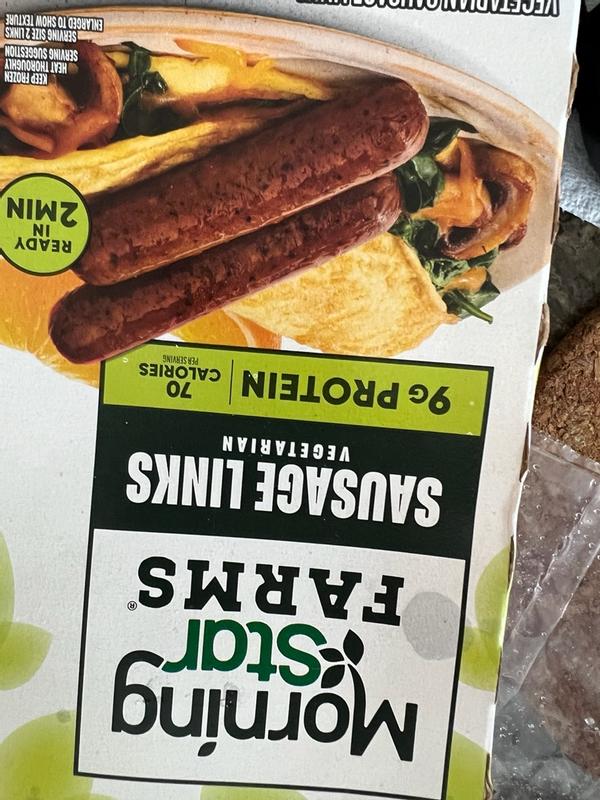 Morning
Star
FARMS®
SAUSAGE LINKS
VEGETARIAN
9G PROTEIN
70
CALORIES
PER SERVING
READY
IN
2MIN
KEEP FROZEN
HEAT THOROUGHLY
SERVING SUGGESTION
SERVING SIZE 2 LINKS
ENLARGED TO SHOW TEXTURE
VEGETARIAN SAUSAGE LINKS